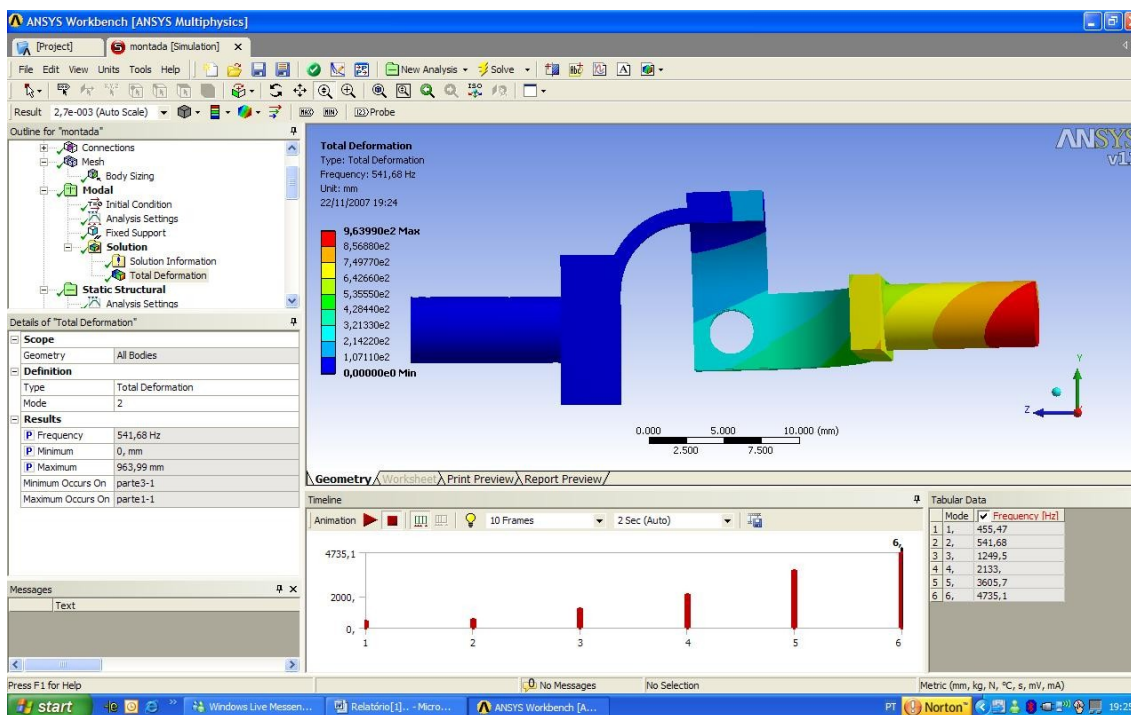 ANSYS Workbench [ANSYS Multiphysics]
[Project] montada [Simulation]
File Edit View Units Tools Help New Analysis Solve
Result 2,7e-003 (Auto Scale) Probe
Outline for "montada"
Connections
Mesh
Body Sizing
Modal
Initial Condition
Analysis Settings
Fixed Support
Solution
Solution Information
Total Deformation
Static Structural
Analysis Settings
Details of "Total Deformation"
Scope
Geometry All Bodies
Definition
Type Total Deformation
Mode 2
Results
P Frequency 541,68 Hz
P Minimum 0, mm
P Maximum 963,99 mm
Minimum Occurs On parte3-1
Maximum Occurs On parte1-1
Messages
Text
Total Deformation
Type: Total Deformation
Frequency: 541,68 Hz
Unit: mm
22/11/2007 19:24
9,63990e2 Max
8,56880e2
7,49770e2
6,42660e2
5,35550e2
4,28440e2
3,21330e2
2,14220e2
1,07110e2
0,00000e0 Min
ANSYS
Y
Z
0.000 5.000 10.000 (mm)
2.500 7.500
Geometry Worksheet Print Preview Report Preview
Timeline
Animation 10 Frames 2 Sec (Auto)
6,
4735,1
2000,
0,
1 2 3 4 5 6
Tabular Data
Mode Frequency [Hz]
1 1, 455,47
2 2, 541,68
3 3, 1249,5
4 4, 2133,
5 5, 3605,7
6 6, 4735,1
Press F1 for Help 0 No Messages No Selection Metric (mm, kg, N, ºC, s, mV, mA)
start Windows Live Messen... Relatório[1].. - Micro... ANSYS Workbench [A... PT Norton 19:25